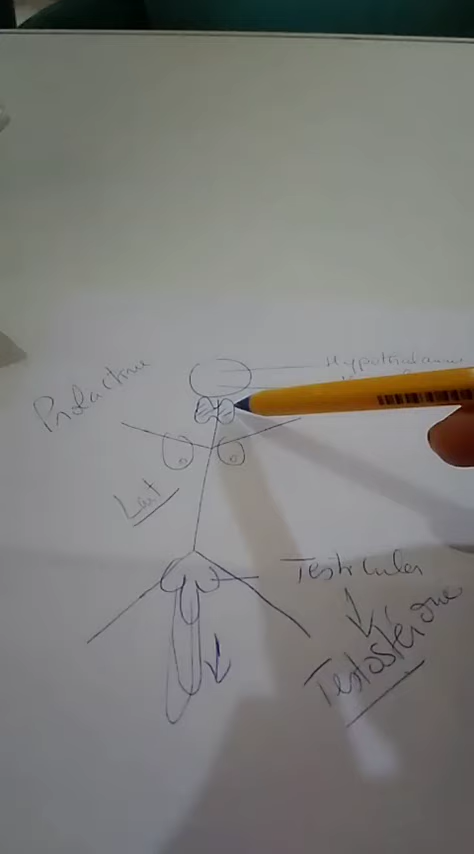 Hypothalamus
Prolactine
Lait
Testicules
Testostérone